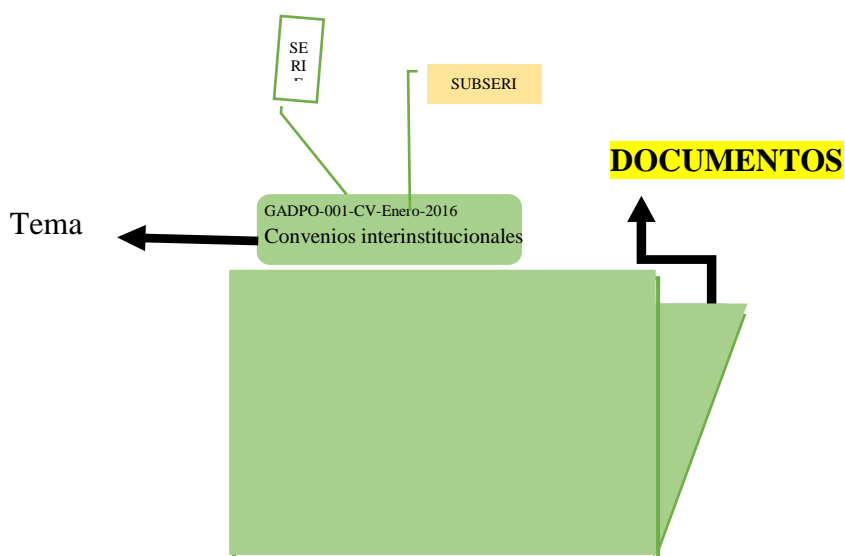 SE
RI
SUBSERI
DOCUMENTOS
GADPO-001-CV-Enero-2016
Tema
Convenios interinstitucionales